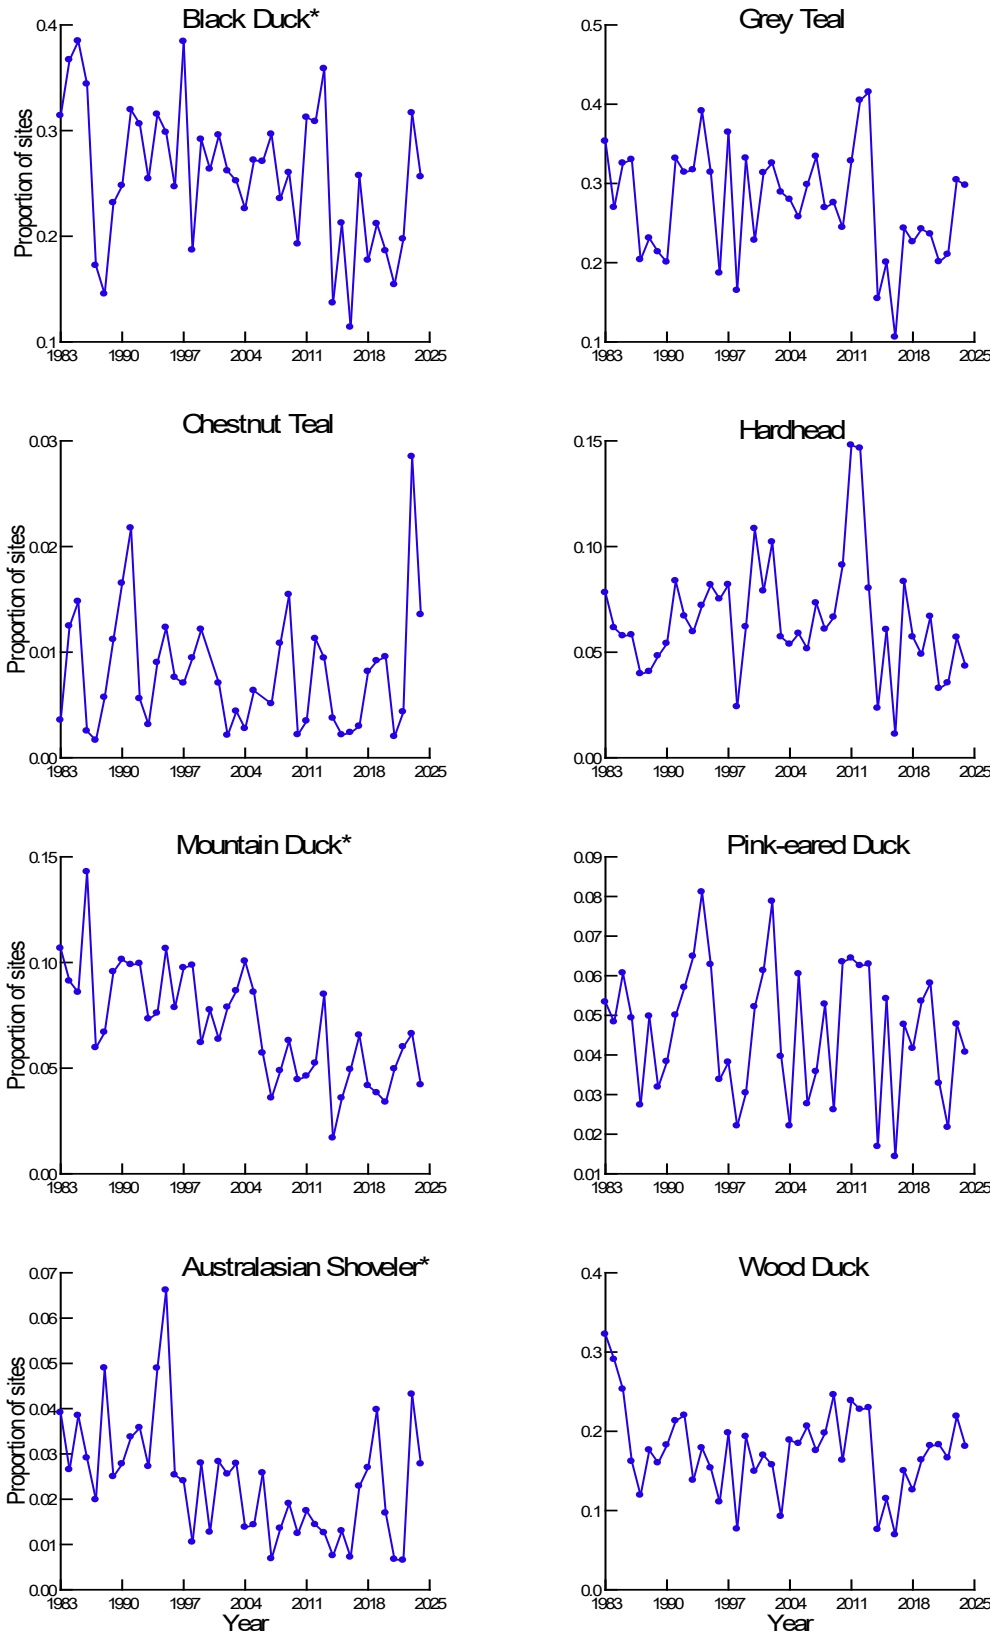 Black Duck*
Grey Teal
Proportion of sites
0.4
0.3
0.2
0.1
1983 1990 1997 2004 2011 2018 2025
0.5
0.4
0.3
0.2
0.1
1983 1990 1997 2004 2011 2018 2025
Chestnut Teal
Hardhead
Proportion of sites
0.03
0.02
0.01
0.00
1983 1990 1997 2004 2011 2018 2025
0.15
0.10
0.05
0.00
1983 1990 1997 2004 2011 2018 2025
Mountain Duck*
Pink-eared Duck
Proportion of sites
0.15
0.10
0.05
0.00
1983 1990 1997 2004 2011 2018 2025
0.09
0.08
0.07
0.06
0.05
0.04
0.03
0.02
0.01
1983 1990 1997 2004 2011 2018 2025
Australasian Shoveler*
Wood Duck
Proportion of sites
0.07
0.06
0.05
0.04
0.03
0.02
0.01
0.00
1983 1990 1997 2004 2011 2018 2025
Year
0.4
0.3
0.2
0.1
0.0
1983 1990 1997 2004 2011 2018 2025
Year